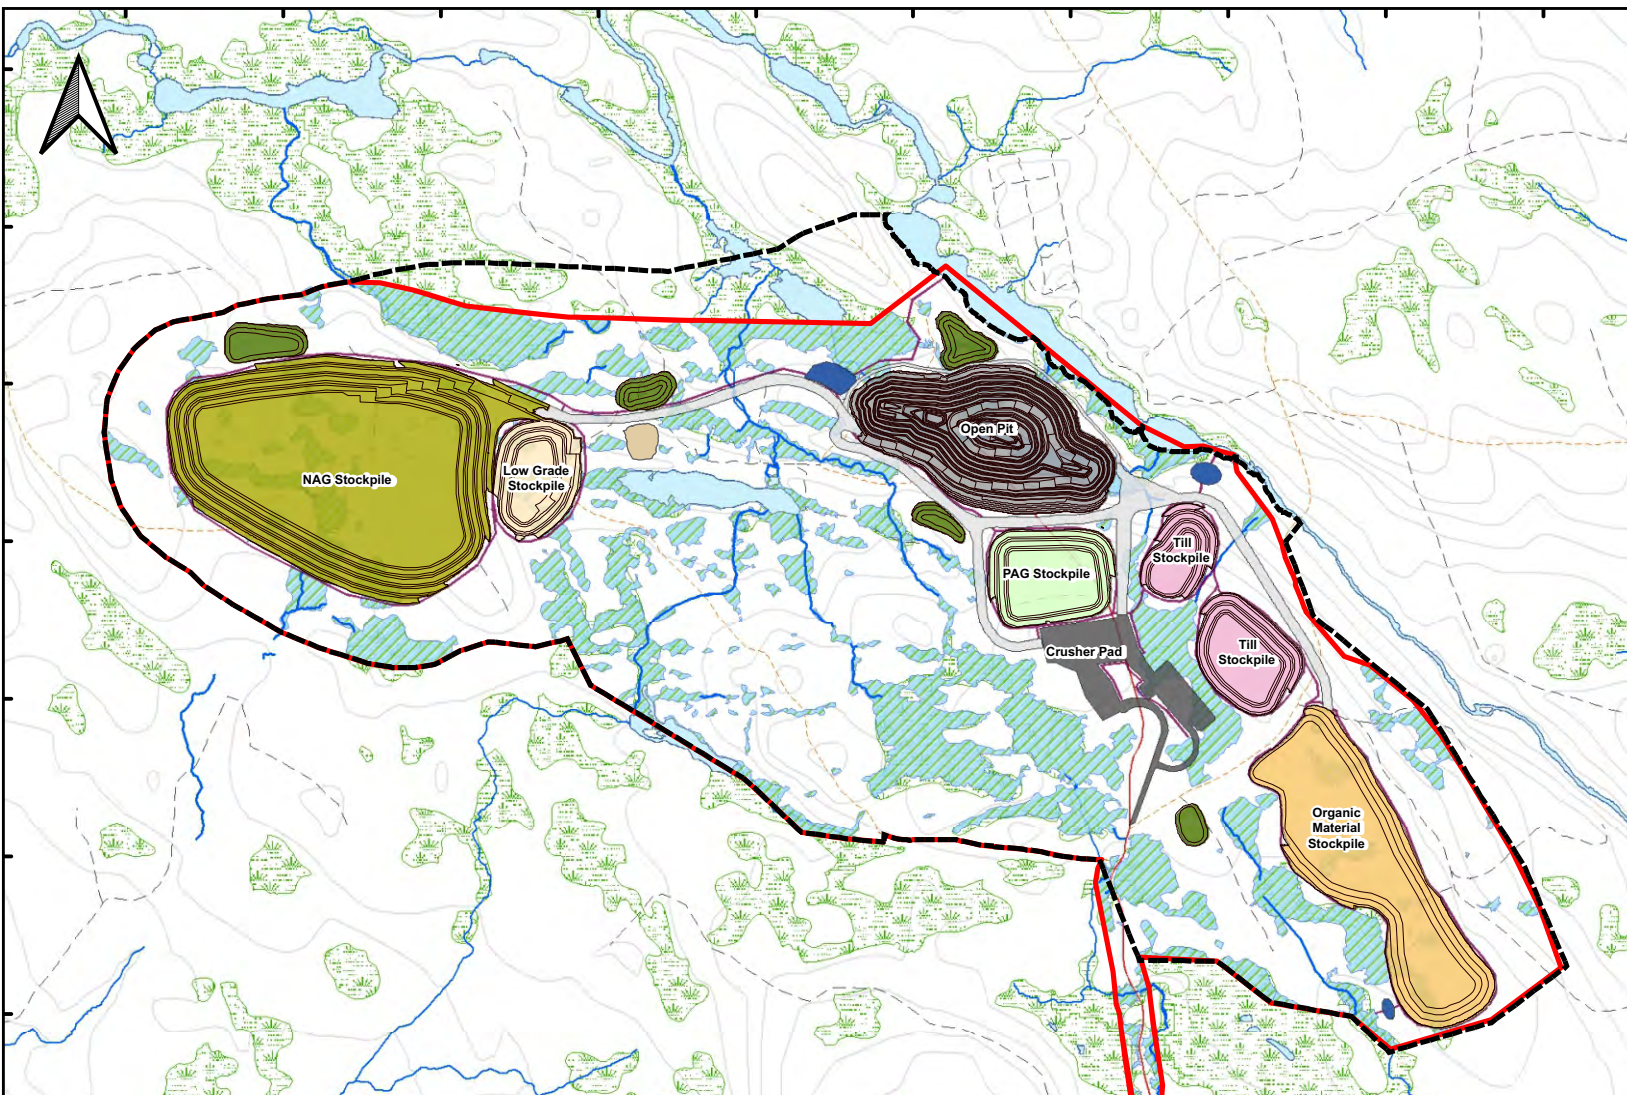 Open Pit
NAG Stockpile
Low Grade
Stockpile
Till
Stockpile
PAG Stockpile
Crusher Pad
Till
Stockpile
Organic
Material
Stockpile